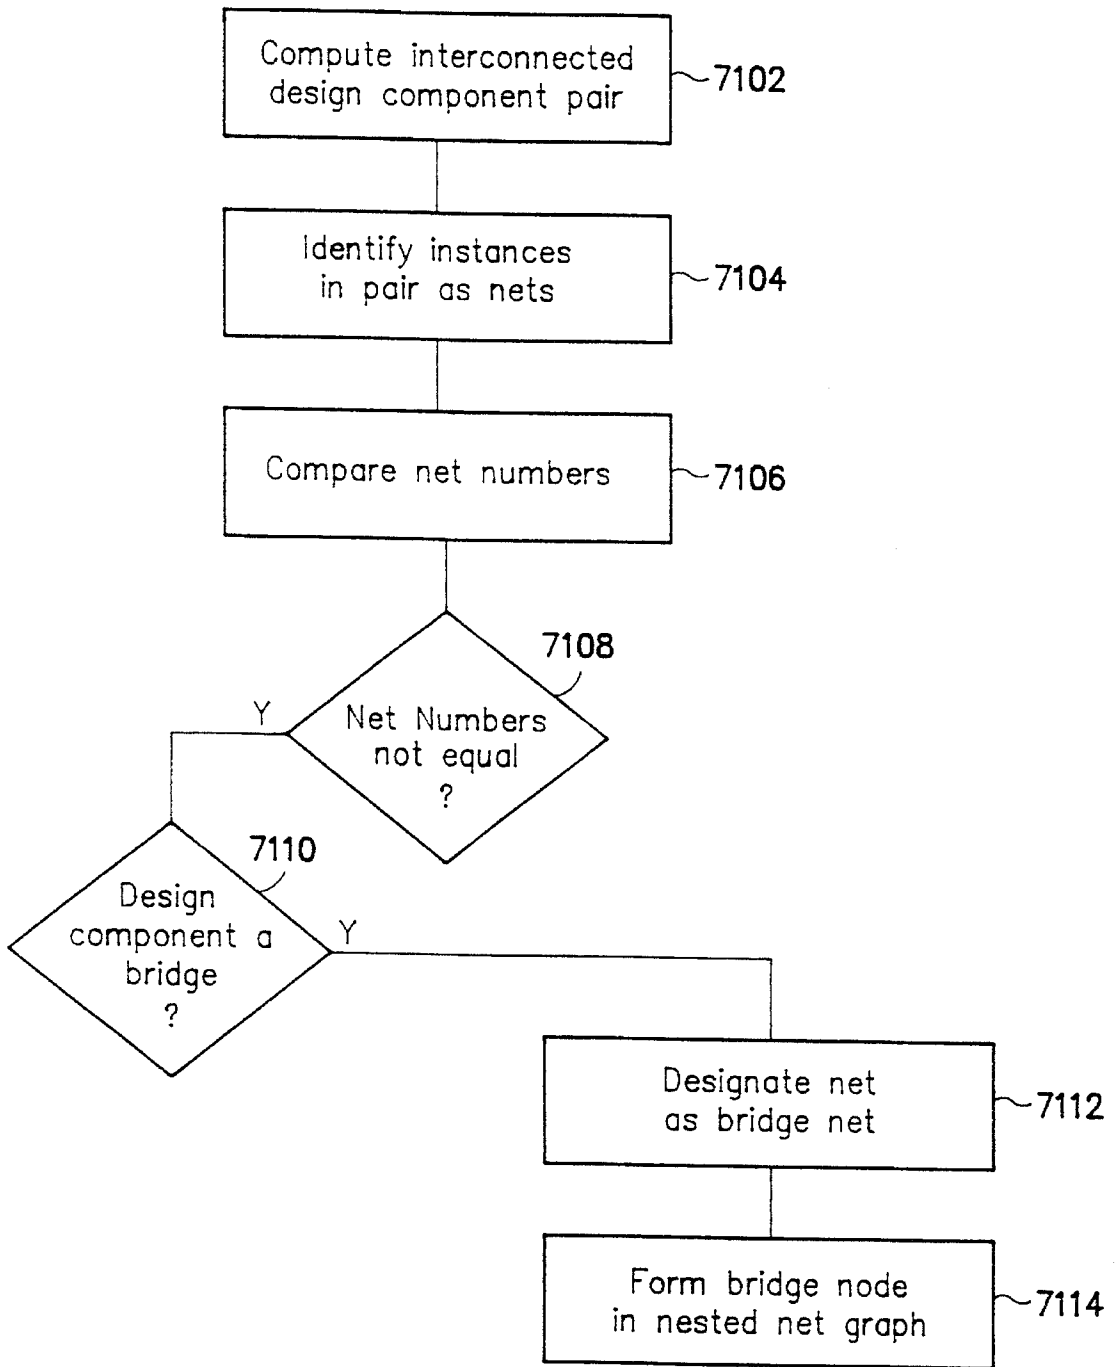 Compute interconnected
design component pair
7102
Identify instances
in pair as nets
7104
Compare net numbers
7106
7108
Net Numbers
not equal
?
Y
7110
Design
component a
bridge
?
Y
Designate net
as bridge net
7112
Form bridge node
in nested net graph
7114